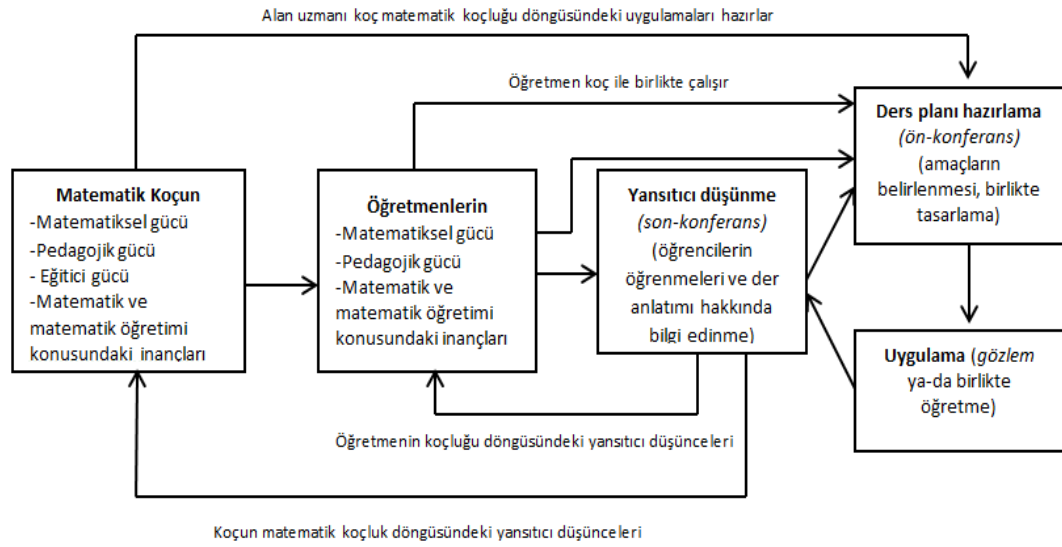 Alan uzmanı koç matematik koçluğu döngüsündeki uygulamaları hazırlar
Öğretmen koç ile birlikte çalışır
Matematik Koçun
-Matematiksel gücü
-Pedagojik gücü
- Eğitici gücü
-Matematik ve
matematik öğretimi
konusundaki inançları
Öğretmenlerin
-Matematiksel gücü
-Pedagojik gücü
-Matematik ve
matematik öğretimi
konusundaki inançları
Yansıtıcı düşünme
(son-konferans)
(öğrencilerin
öğrenmeleri ve der
anlatımı hakkında
bilgi edinme)
Ders planı hazırlama
(ön-konferans)
(amaçların
belirlenmesi, birlikte
tasarlama)
Uygulama (gözlem
ya-da birlikte
öğretme)
Öğretmenin koçluğu döngüsündeki yansıtıcı düşünceleri
Koçun matematik koçluk döngüsündeki yansıtıcı düşünceleri